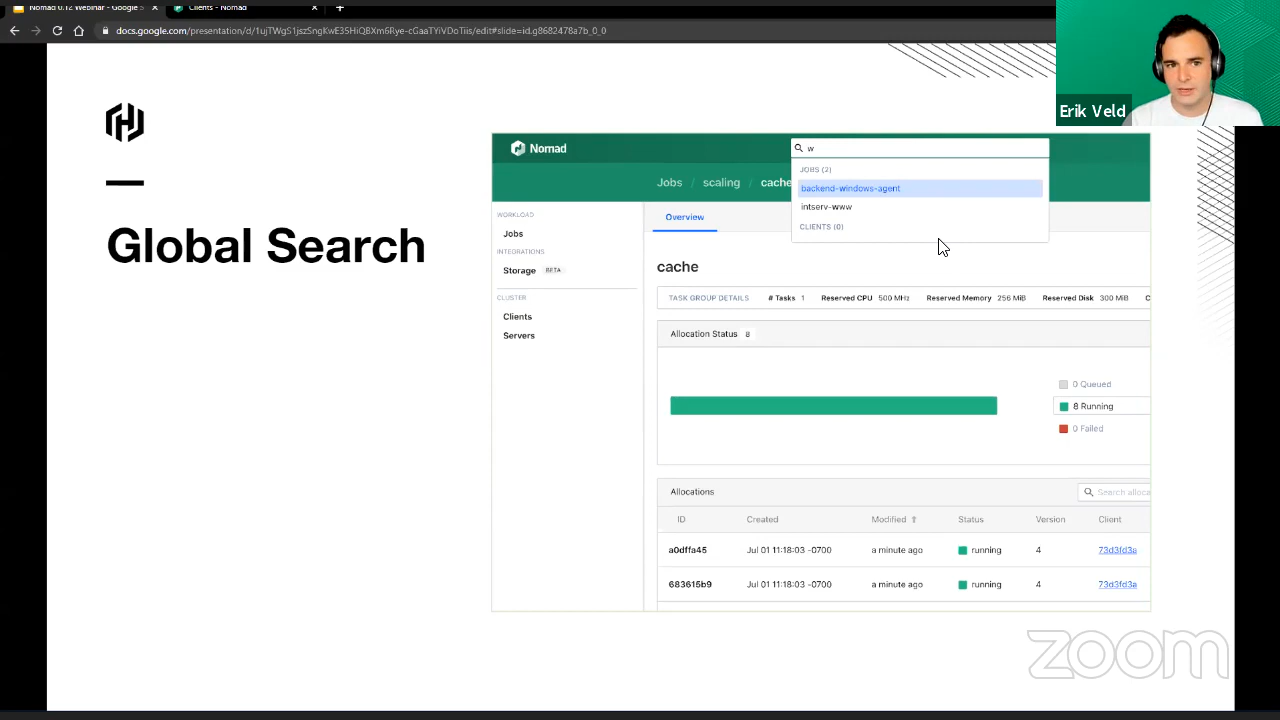 Nomad 0.12 Webinar - Google S
Clients - Nomad
docs.google.com/presentation/d/1ujTWgS1jszSngKwE35HiQBXm6Rye-cGaaTYiVDoTiis/edit#slide=id.g8682478a7b_0_0
Erik Veld
Global Search
Nomad
w
Jobs / scaling / cache
JOBS (2)
backend-windows-agent
intserv-www
CLIENTS (0)
WORKLOAD
Jobs
INTEGRATIONS
Storage BETA
CLUSTER
Clients
Servers
Overview
cache
TASK GROUP DETAILS # Tasks 1 Reserved CPU 500 MHz Reserved Memory 256 MiB Reserved Disk 300 MiB C
Allocation Status 8
0 Queued
8 Running
0 Failed
Allocations
Search alloca
ID Created Modified Status Version Client
a0dffa45 Jul 01 11:18:03 -0700 a minute ago running 4 73d3fd3a
683615b9 Jul 01 11:18:03 -0700 a minute ago running 4 73d3fd3a
zoom